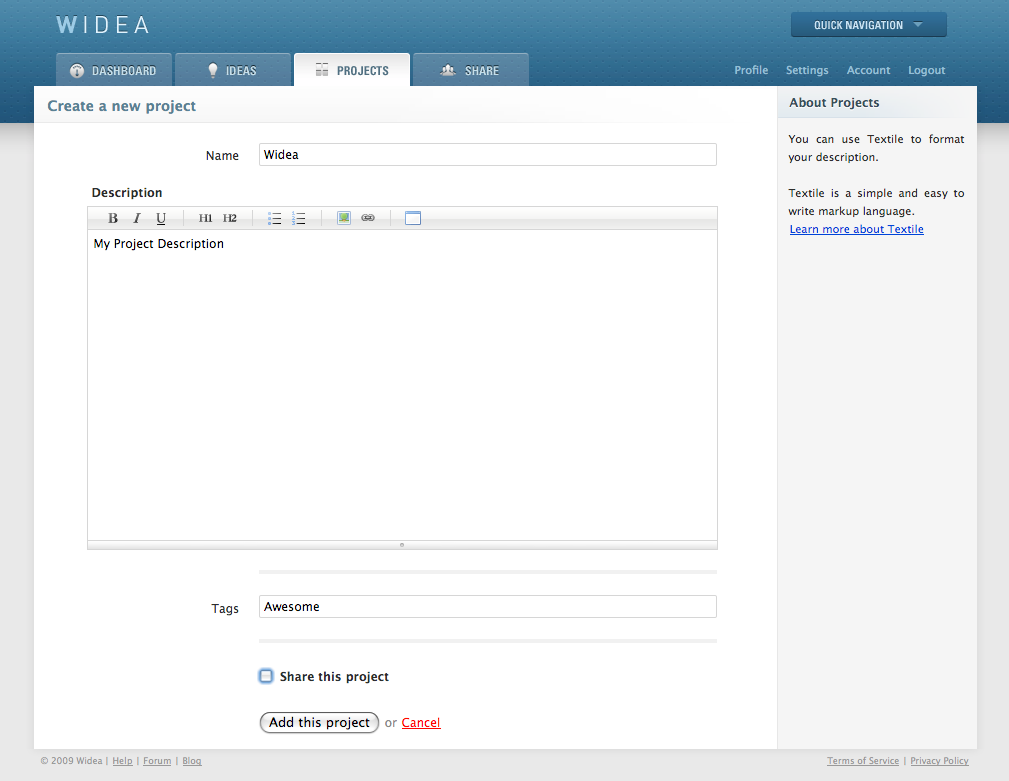 WIDEA
QUICK NAVIGATION
DASHBOARD
IDEAS
PROJECTS
SHARE
Profile Settings Account Logout
Create a new project
Name Widea
Description
B I U H1 H2
My Project Description
Tags Awesome
Share this project
Add this project or Cancel
About Projects
You can use Textile to format
your description.
Textile is a simple and easy to
write markup language.
Learn more about Textile
© 2009 Widea | Help | Forum | Blog
Terms of Service | Privacy Policy